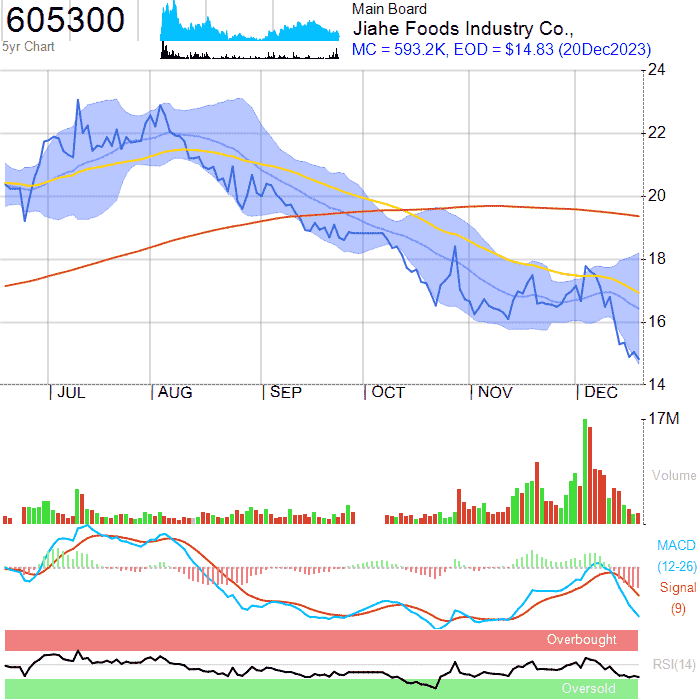 605300
5yr Chart
Main Board
Jiahe Foods Industry Co.,
MC = 593.2K, EOD = $14.83 (20Dec2023)
24
22
20
18
16
14
JUL AUG SEP OCT NOV DEC
17M
Volume
MACD
(12-26)
Signal
(9)
Overbought
RSI(14)
Oversold